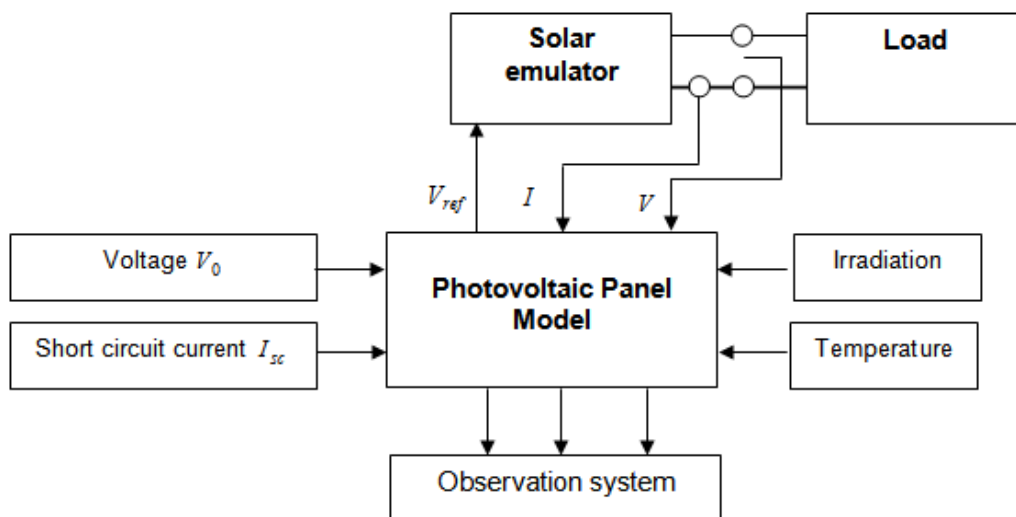 Solar
emulator
Load
V_ref
I
V
Voltage V_0
Irradiation
Photovoltaic Panel
Model
Short circuit current I_sc
Temperature
Observation system